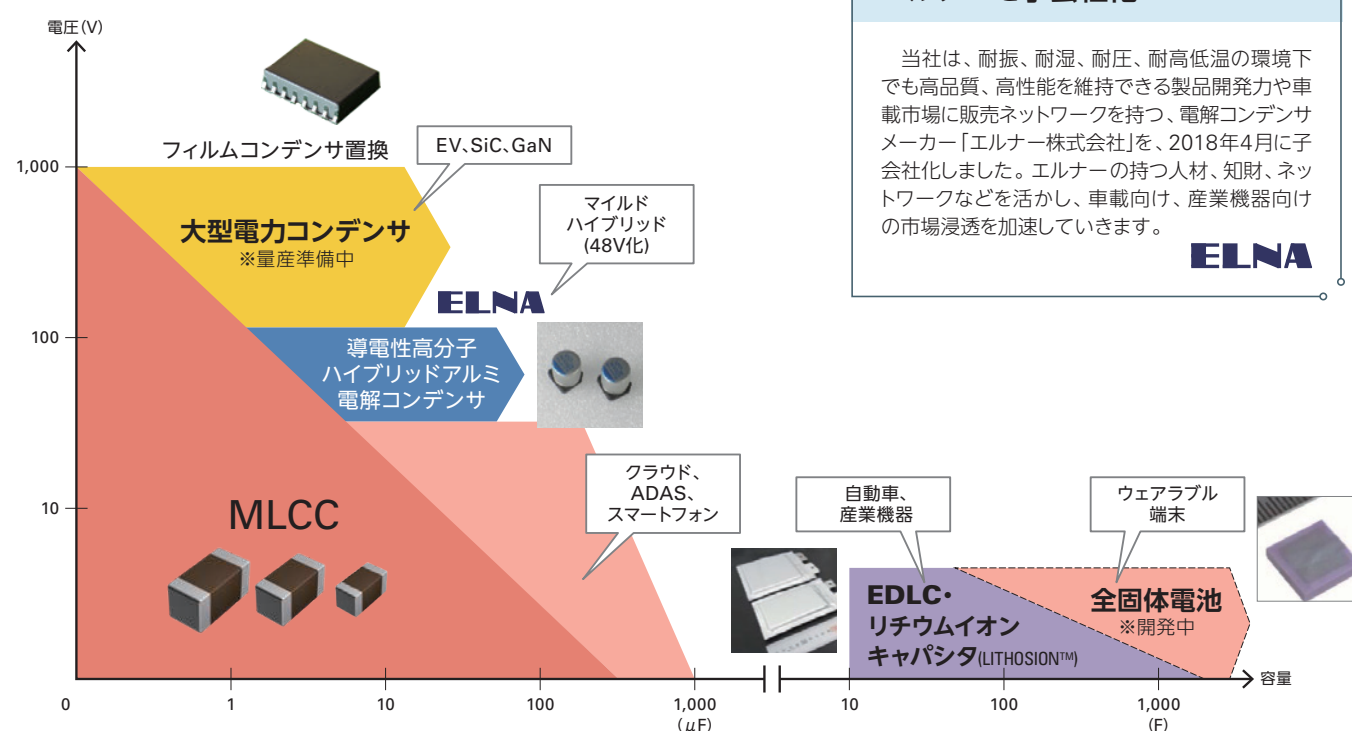 電圧(V)
フィルムコンデンサ置換
EV、SiC、GaN
1,000
大型電力コンデンサ
※量産準備中
マイルド
ハイブリッド
(48V化)
ELNA
100
導電性高分子
ハイブリッドアルミ
電解コンデンサ
クラウド、
ADAS、
スマートフォン
10
MLCC
自動車、
産業機器
ウェアラブル
端末
EDLC・
リチウムイオン
キャパシタ(LITHOSION™)
全固体電池
※開発中
容量
0
1
10
100
1,000
(μF)
10
100
1,000
(F)
当社は、耐振、耐湿、耐圧、耐高低温の環境下
でも高品質、高性能を維持できる製品開発力や車
載市場に販売ネットワークを持つ、電解コンデンサ
メーカー「エルナー株式会社」を、2018年4月に子
会社化しました。エルナーの持つ人材、知財、ネッ
トワークなどを活かし、車載向け、産業機器向け
の市場浸透を加速していきます。
ELNA